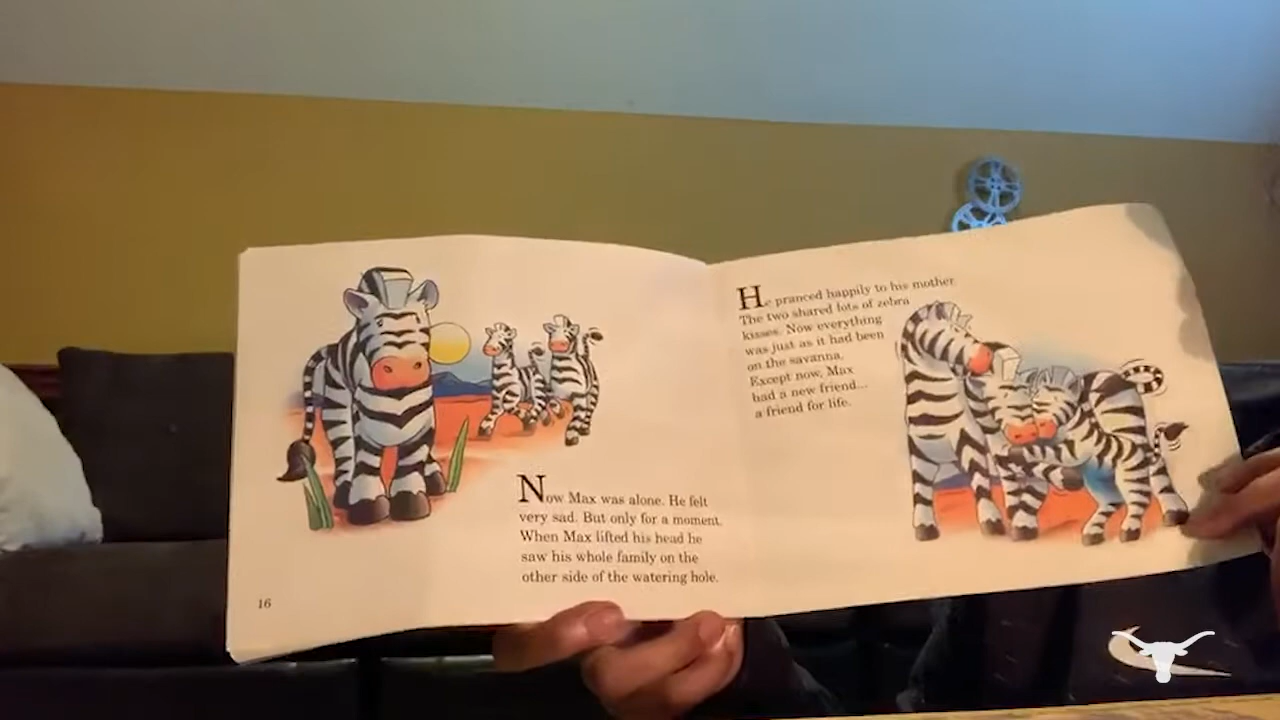 Now Max was alone. He felt
very sad. But only for a moment.
When Max lifted his head he
saw his whole family on the
other side of the watering hole.
16
He pranced happily to his mother
The two shared lots of zebra
kisses. Now everything
was just as it had been
on the savanna.
Except now, Max
had a new friend...
a friend for life.